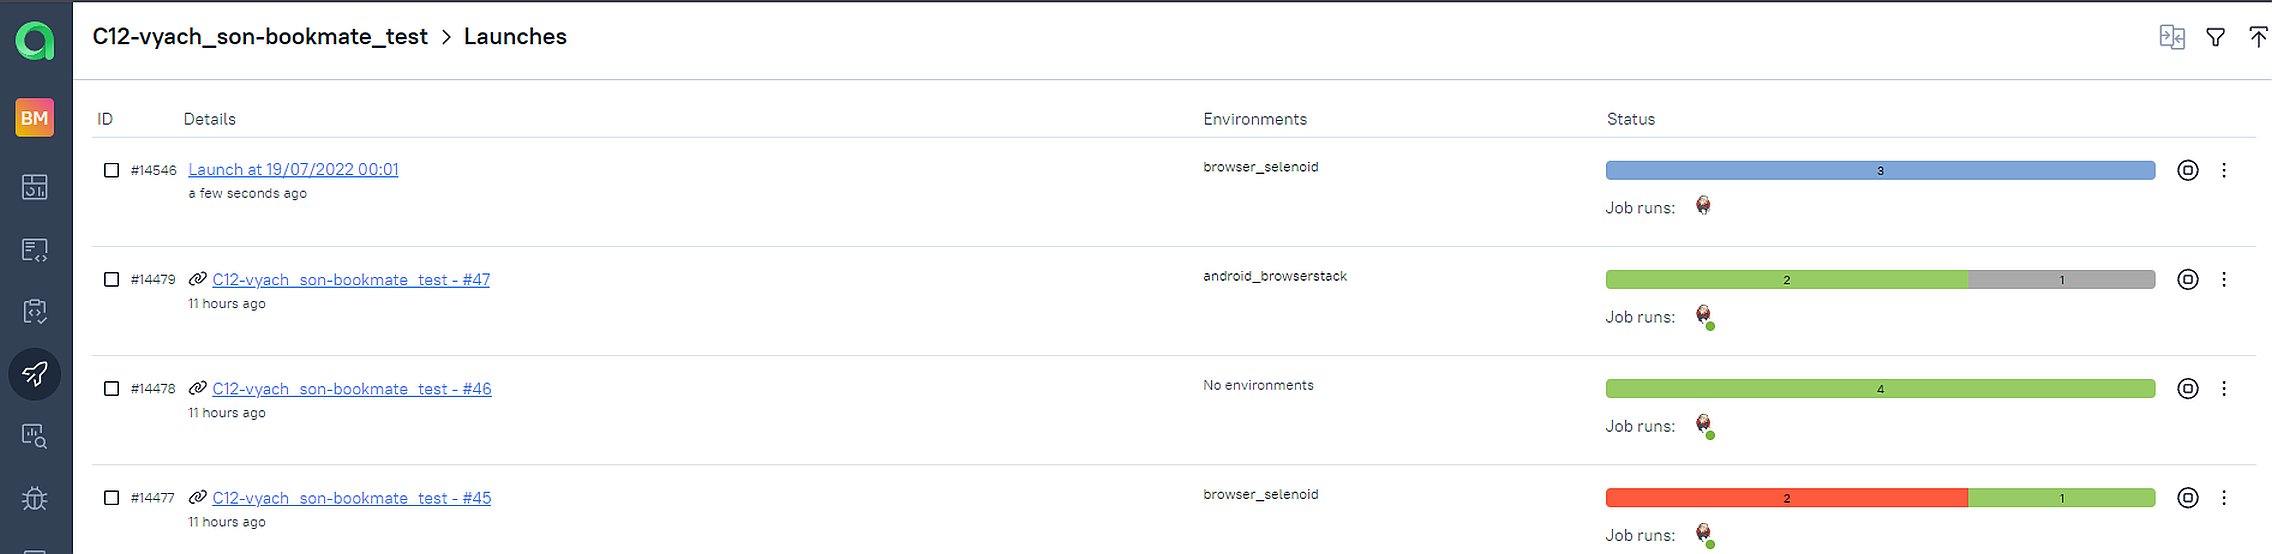 C12-vyach_son-bookmate_test > Launches
BM
ID Details Environments Status
#14546 Launch at 19/07/2022 00:01 browser_selenoid 3
a few seconds ago
Job runs:
#14479 C12-vyach_son-bookmate_test - #47 android_browserstack 2 1
11 hours ago
Job runs:
#14478 C12-vyach_son-bookmate_test - #46 No environments 4
11 hours ago
Job runs:
#14477 C12-vyach_son-bookmate_test - #45 browser_selenoid 2 1
11 hours ago
Job runs: